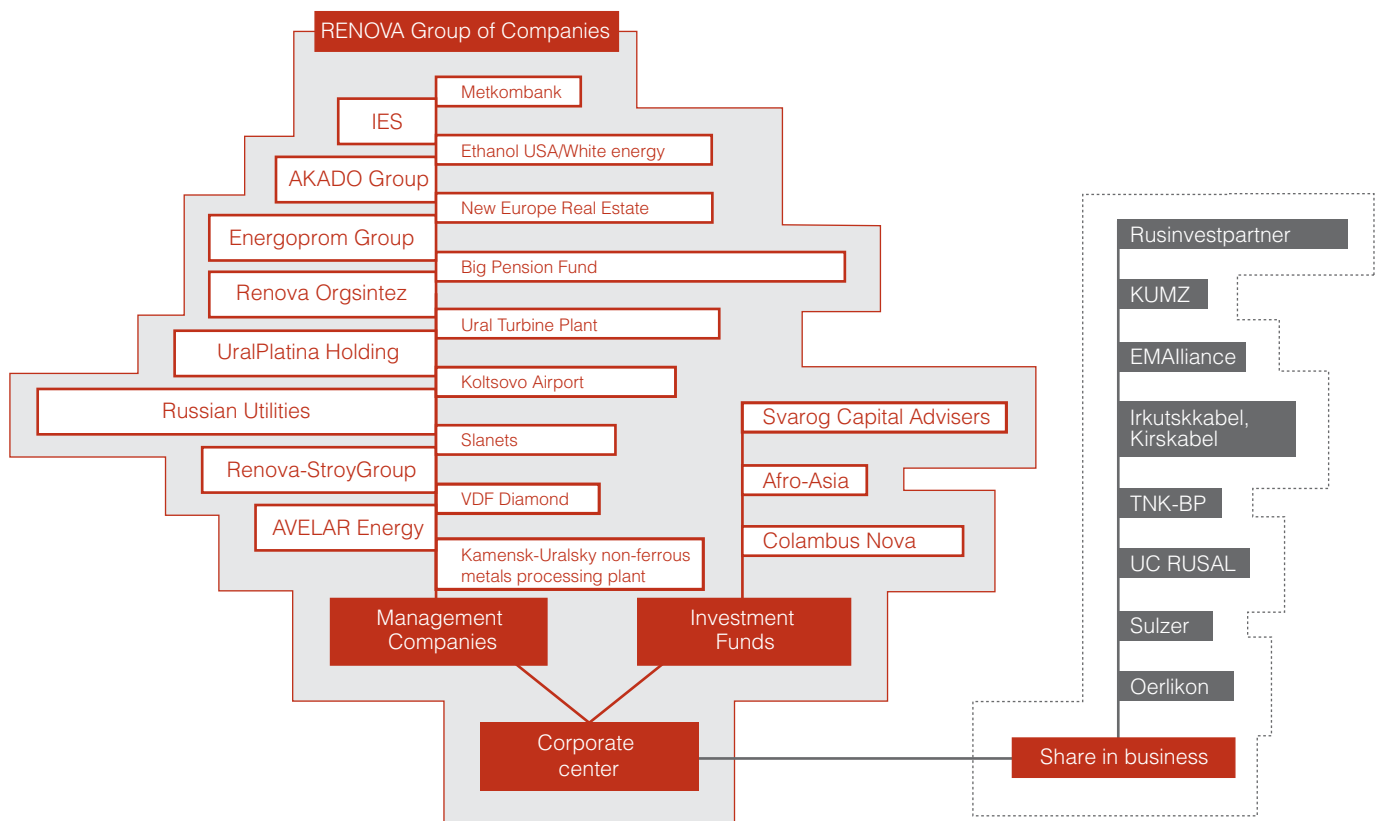 RENOVA Group of Companies
Metkombank
IES
Ethanol USA/White energy
AKADO Group
New Europe Real Estate
Energoprom Group
Big Pension Fund
Renova Orgsintez
Ural Turbine Plant
UralPlatina Holding
Koltsovo Airport
Russian Utilities
Slanets
Renova-StroyGroup
VDF Diamond
AVELAR Energy
Kamensk-Uralsky non-ferrous
metals processing plant
Management
Companies
Svarog Capital Advisers
Afro-Asia
Colambus Nova
Investment
Funds
Corporate
center
Rusinvestpartner
KUMZ
EMAlliance
Irkutskkabel,
Kirskabel
TNK-BP
UC RUSAL
Sulzer
Oerlikon
Share in business